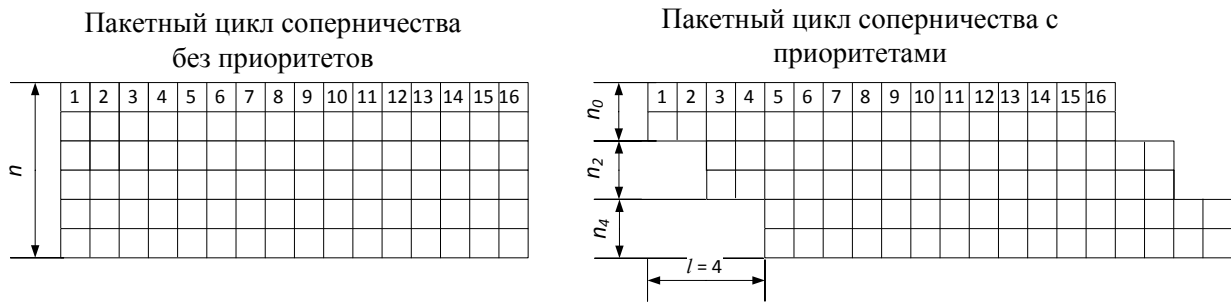 Пакетный цикл соперничества
без приоритетов
1 2 3 4 5 6 7 8 9 10 11 12 13 14 15 16
n
Пакетный цикл соперничества с
приоритетами
1 2 3 4 5 6 7 8 9 10 11 12 13 14 15 16
n0
n2
n4
l = 4